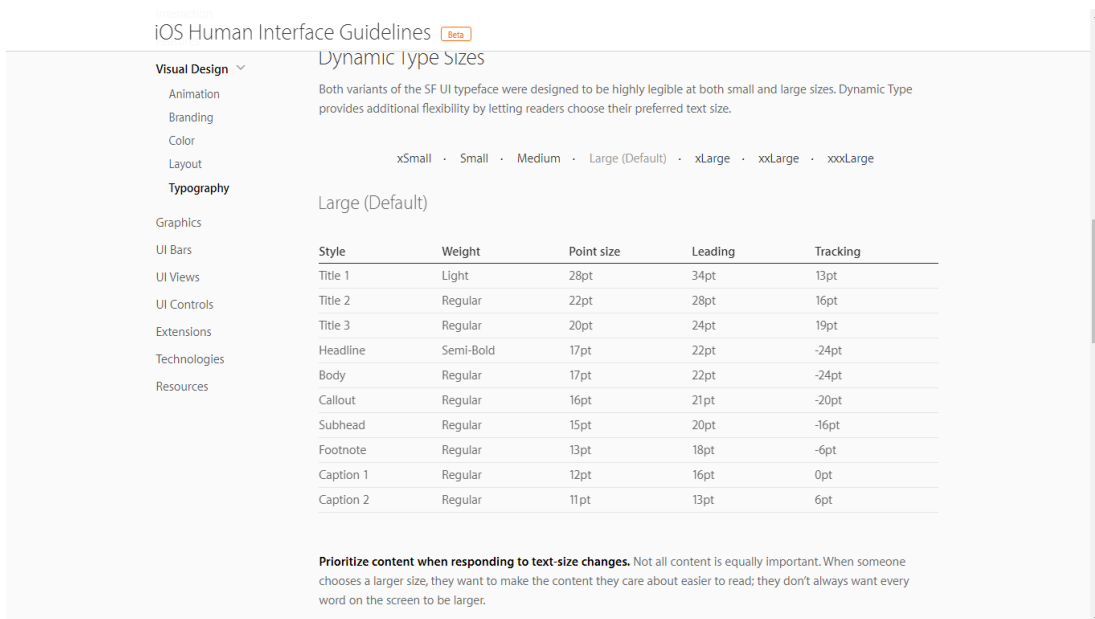 iOS Human Interface Guidelines Beta
Visual Design
Animation
Branding
Color
Layout
Typography
Graphics
UI Bars
UI Views
UI Controls
Extensions
Technologies
Resources
Dynamic Type Sizes
Both variants of the SF UI typeface were designed to be highly legible at both small and large sizes. Dynamic Type
provides additional flexibility by letting readers choose their preferred text size.
xSmall · Small · Medium · Large (Default) · xLarge · xxLarge · xxxLarge
Large (Default)
Style Weight Point size Leading Tracking
Title 1 Light 28pt 34pt 13pt
Title 2 Regular 22pt 28pt 16pt
Title 3 Regular 20pt 24pt 19pt
Headline Semi-Bold 17pt 22pt -24pt
Body Regular 17pt 22pt -24pt
Callout Regular 16pt 21pt -20pt
Subhead Regular 15pt 20pt -16pt
Footnote Regular 13pt 18pt -6pt
Caption 1 Regular 12pt 16pt 0pt
Caption 2 Regular 11pt 13pt 6pt
Prioritize content when responding to text-size changes. Not all content is equally important. When someone
chooses a larger size, they want to make the content they care about easier to read; they don't always want every
word on the screen to be larger.